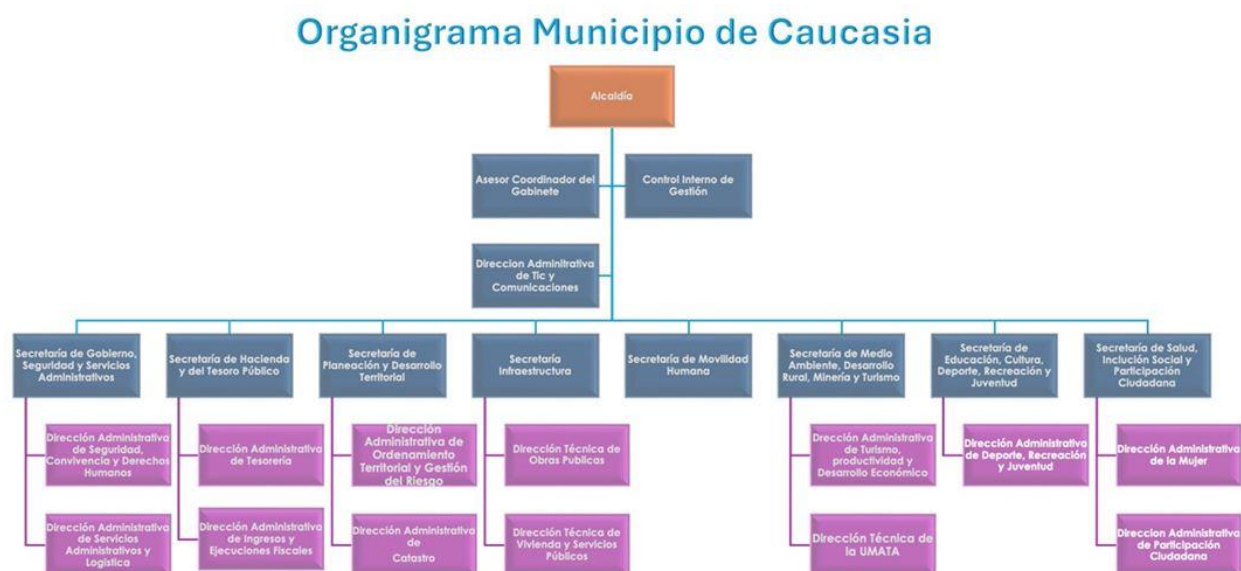 Organigrama Municipio de Caucasia
Alcaldía
Asesor Coordinador del
Gabinete
Control Interno de
Gestión
Direccion Adminitrativa
de Tic y
Comunicaciones
Secretaría de Gobierno,
Seguridad y Servicios
Administrativos
Secretaría de Hacienda
y del Tesoro Público
Secretaría de
Planeación y Desarrollo
Territorial
Secretaría
Infraestructura
Secretaría de Movilidad
Humana
Secretaría de Medio
Ambiente, Desarrollo
Rural, Minería y Turismo
Secretaría de
Educación, Cultura,
Deporte, Recreación y
Juventud
Secretaría de Salud,
Inclución Social y
Participación
Ciudadana
Dirección Administrativa
de Seguridad,
Convivencia y Derechos
Humanos
Dirección Administrativa
de Tesorería
Dirección
Administrativa de
Ordenamiento
Territorial y Gestión
del Riesgo
Dirección Técnica de
Obras Publicas
Dirección Administrativa
de Turismo,
productividad y
Desarrollo Económico
Dirección Administrativa
de Deporte, Recreación
y Juventud
Dirección Administrativa
de la Mujer
Dirección Administrativa
de Servicios
Administrativos y
Logística
Dirección Administrativa
de Ingresos y
Ejecuciones Fiscales
Dirección Administrativa
de
Catastro
Dirección Técnica de
Vivienda y Servicios
Públicos
Dirección Técnica de
la UMATA
Direccion Administrativa
de Participación
Ciudadana